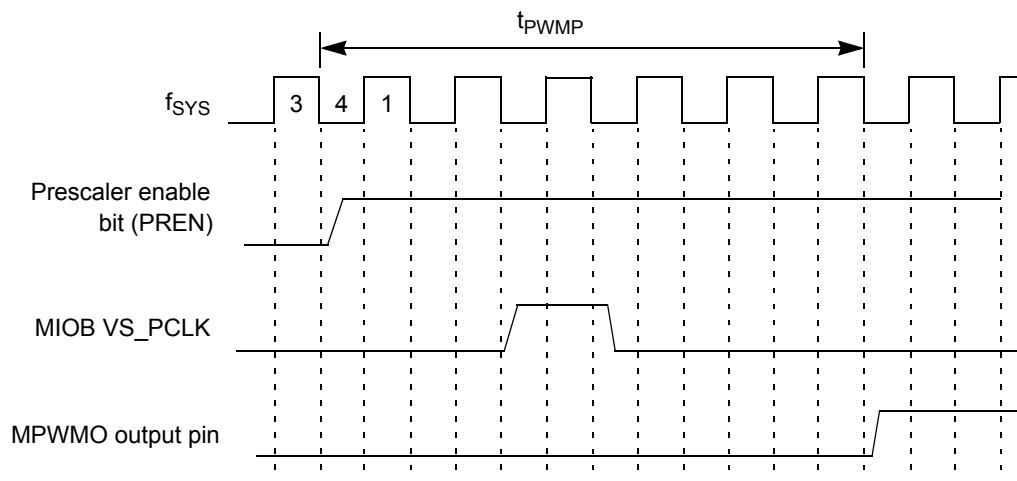 tPWMP
fSYS
3 4 1
Prescaler enable
bit (PREN)
MIOB VS_PCLK
MPWMO output pin